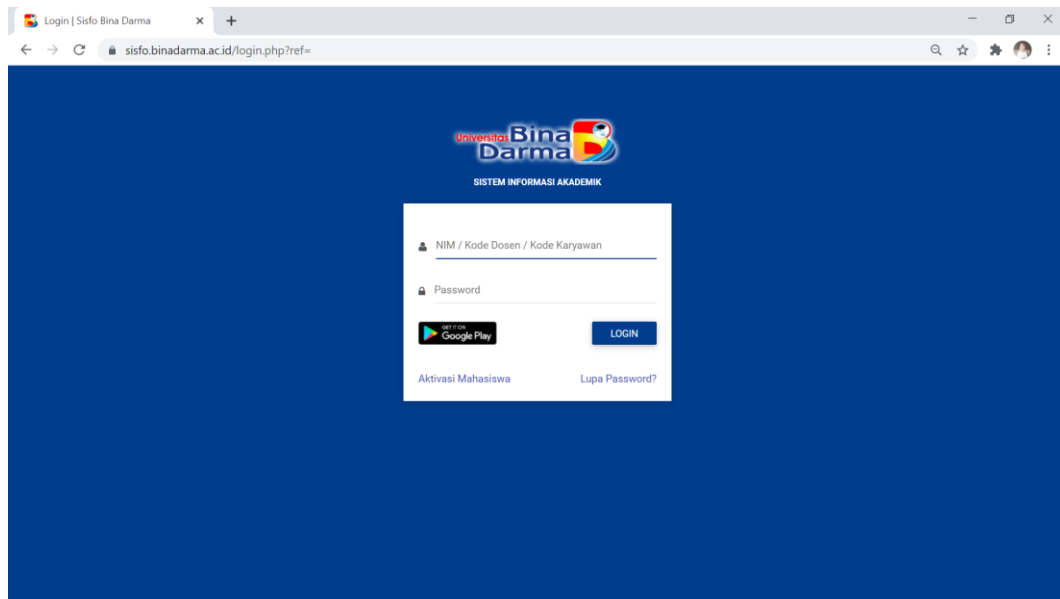 Login | Sisfo Bina Darma
sisfo.binadarma.ac.id/login.php?ref=
Universitas Bina
Darma
SISTEM INFORMASI AKADEMIK
NIM / Kode Dosen / Kode Karyawan
Password
GET IT ON
Google Play
LOGIN
Aktivasi Mahasiswa
Lupa Password?